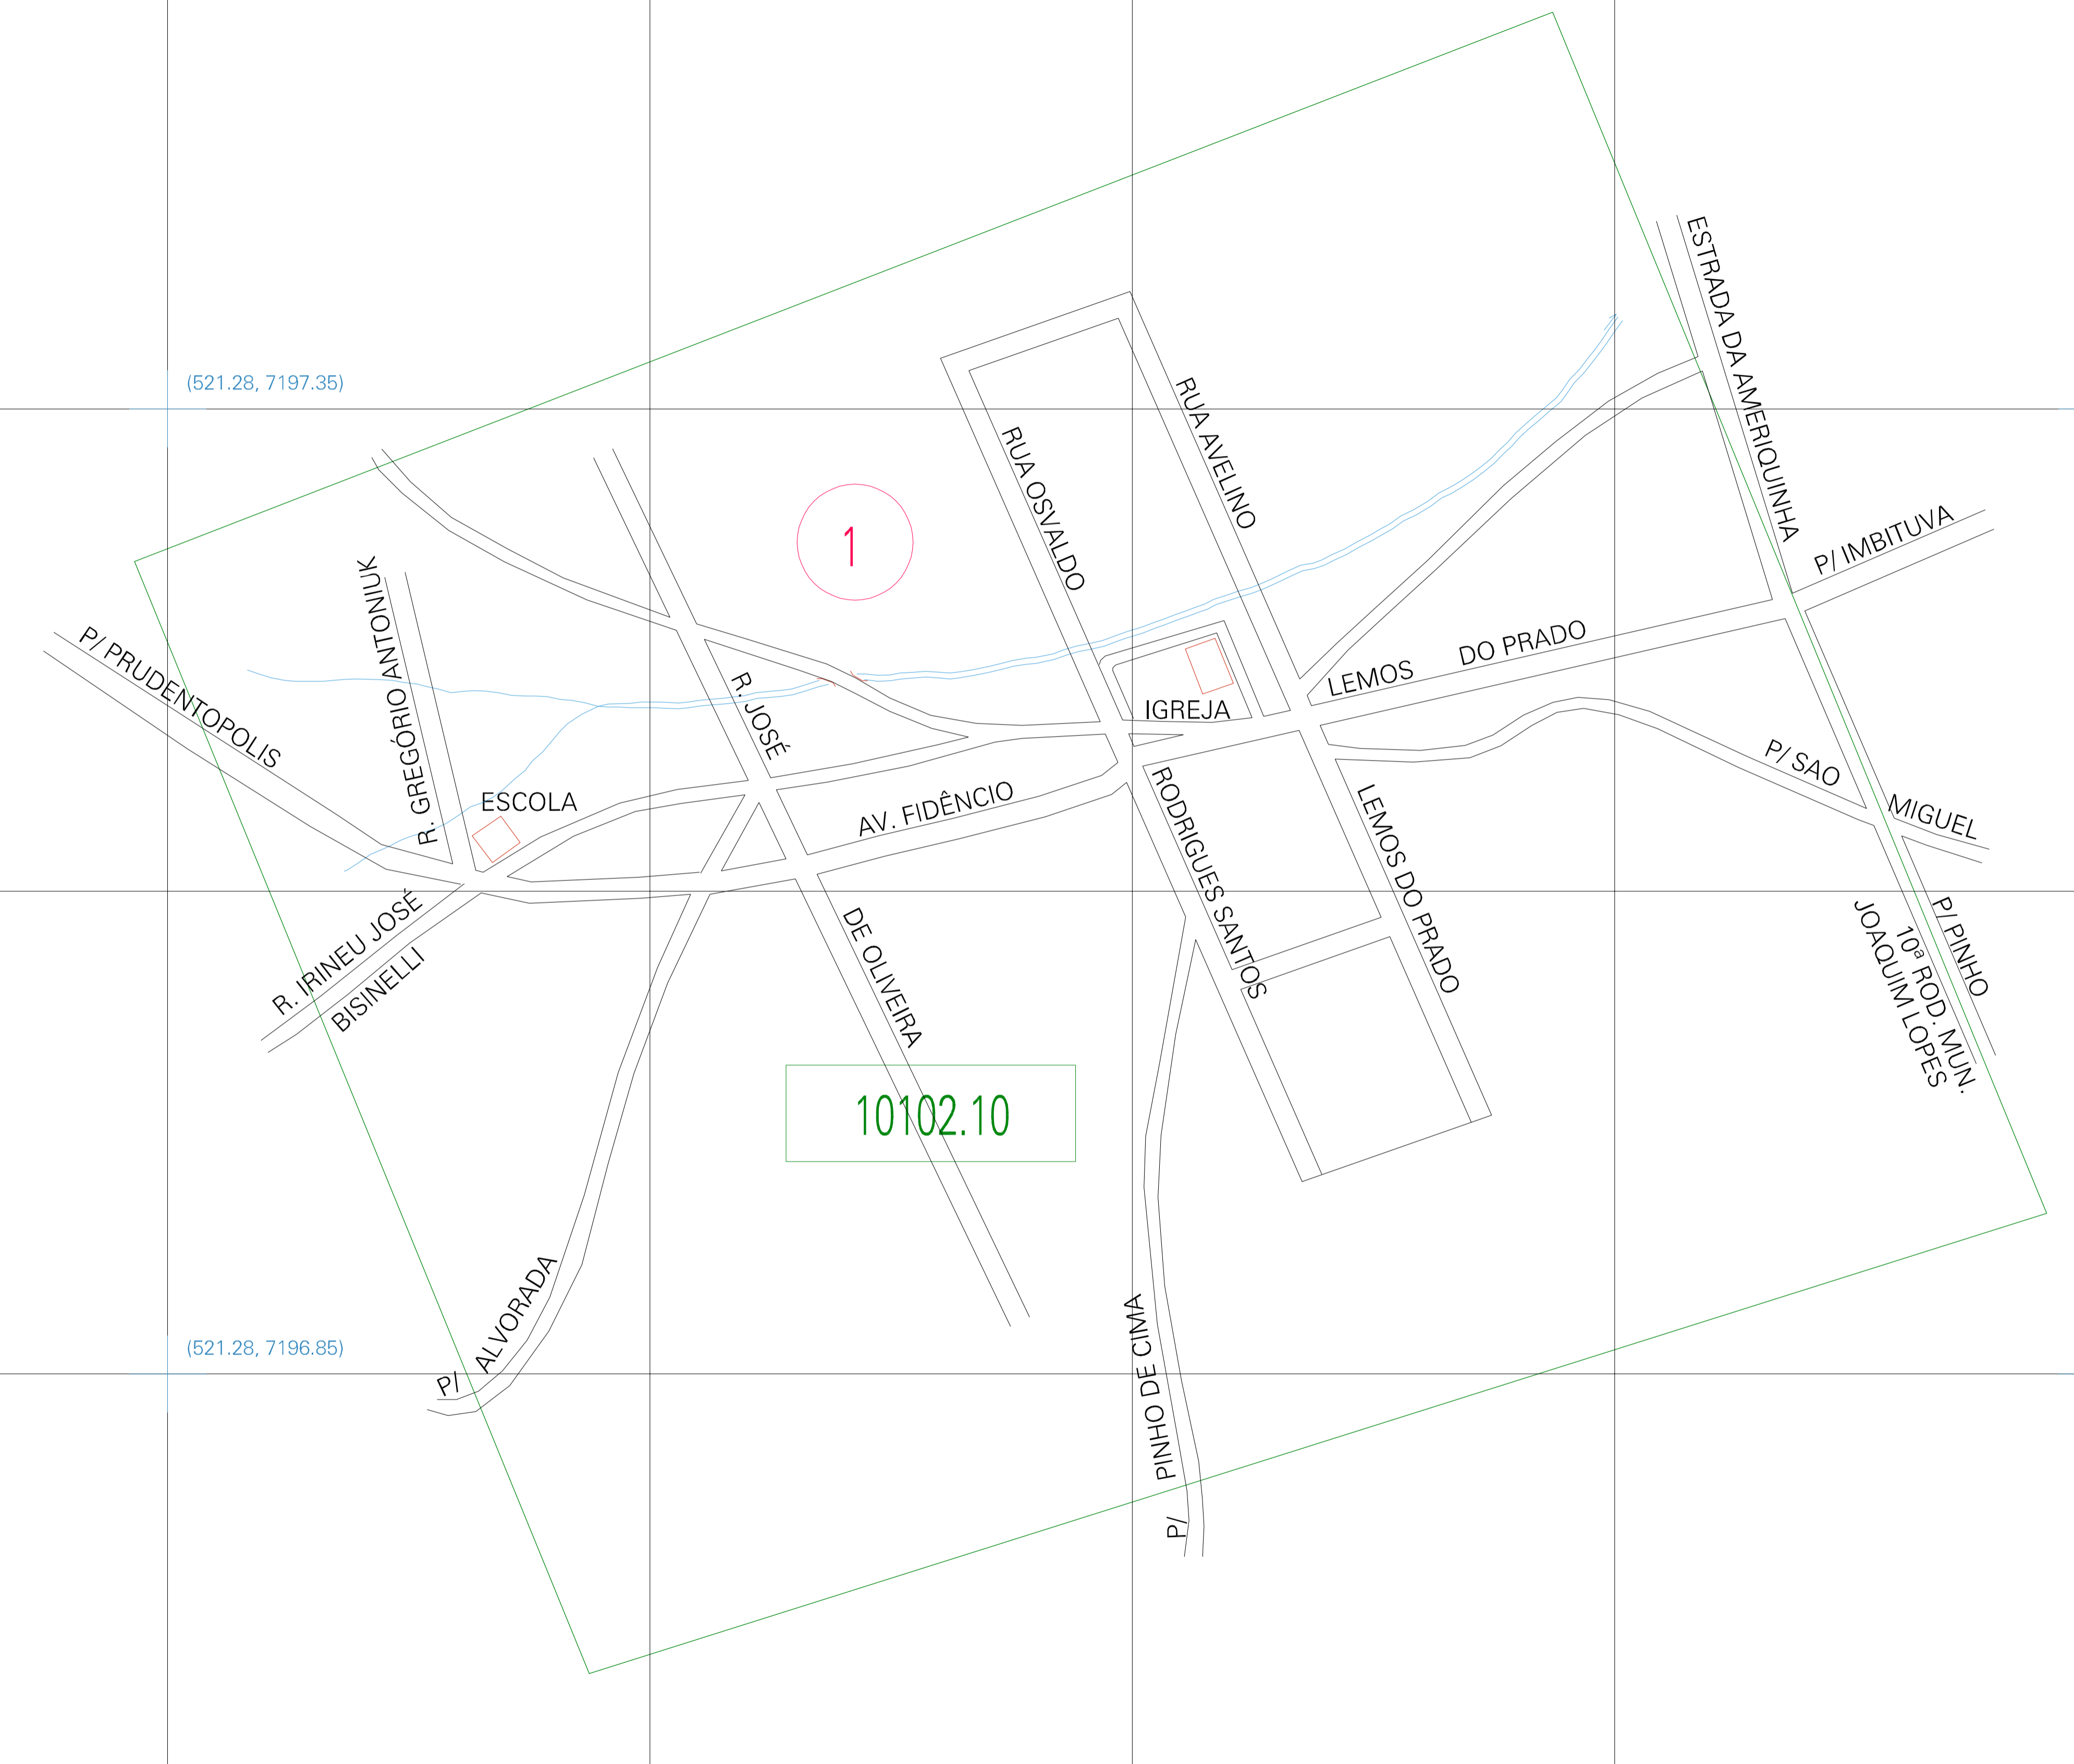 ESTRADA DA AMERIQUINHA
(521.28, 7197.35)
RUA AVELINO
RUA OSVALDO
1
P/ IMBITUVA
R. GREGÓRIO ANTONIUK
P/ PRUDENTOPOLIS
R. JOSÉ
IGREJA
LEMOS
DO PRADO
P/ SAO
MIGUEL
ESCOLA
AV. FIDÊNCIO
RODRIGUES SANTOS
LEMOS DO PRADO
R. IRINEU JOSÉ
BISINELLI
DE OLIVEIRA
P/ PINHO
10ª ROD. MUN.
JOAQUIM LOPES
10102.10
P/
ALVORADA
(521.28, 7196.85)
P/
PINHO DE CIMA